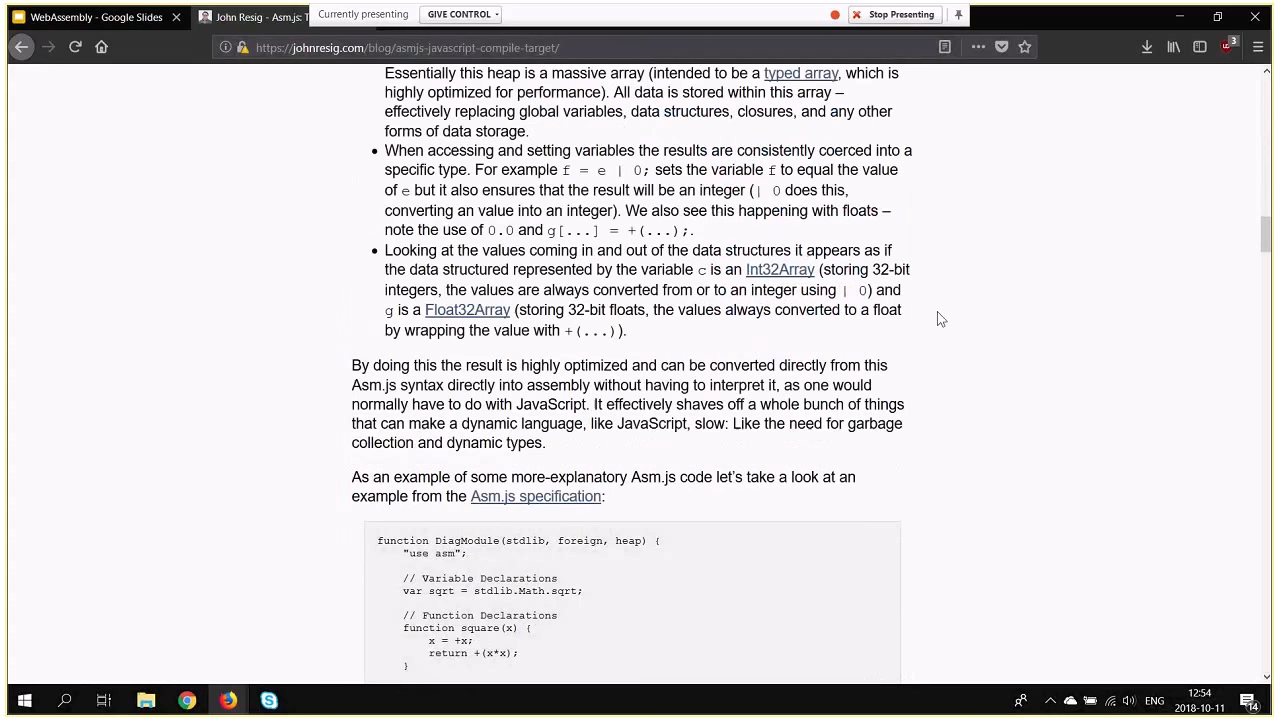 WebAssembly - Google Slides
John Resig - Asm.js: T
Currently presenting
GIVE CONTROL
Stop Presenting
https://johnresig.com/blog/asmjs-javascript-compile-target/
3
Essentially this heap is a massive array (intended to be a typed array, which is
highly optimized for performance). All data is stored within this array –
effectively replacing global variables, data structures, closures, and any other
forms of data storage.
• When accessing and setting variables the results are consistently coerced into a
specific type. For example f = e | 0; sets the variable f to equal the value
of e but it also ensures that the result will be an integer (| 0 does this,
converting an value into an integer). We also see this happening with floats –
note the use of 0.0 and g[...] = +(...);.
• Looking at the values coming in and out of the data structures it appears as if
the data structured represented by the variable c is an Int32Array (storing 32-bit
integers, the values are always converted from or to an integer using | 0) and
g is a Float32Array (storing 32-bit floats, the values always converted to a float
by wrapping the value with +(...)).
By doing this the result is highly optimized and can be converted directly from this
Asm.js syntax directly into assembly without having to interpret it, as one would
normally have to do with JavaScript. It effectively shaves off a whole bunch of things
that can make a dynamic language, like JavaScript, slow: Like the need for garbage
collection and dynamic types.
As an example of some more-explanatory Asm.js code let's take a look at an
example from the Asm.js specification:
function DiagModule(stdlib, foreign, heap) {
"use asm";
// Variable Declarations
var sqrt = stdlib.Math.sqrt;
// Function Declarations
function square(x) {
x = +x;
return +(x*x);
}
ENG
12:54
2018-10-11
14